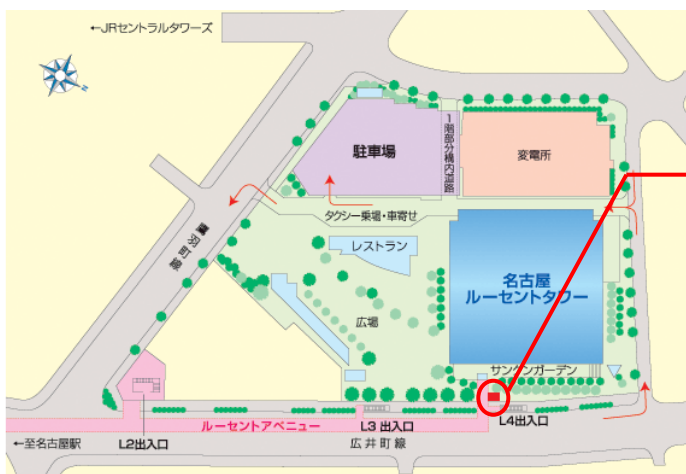 ←JRセントラルタワーズ
N
駐車場
1階部分構内道路
変電所
タクシー乗場・車寄せ
レストラン
名古屋
ルーセントタワー
広場
鷹羽町線
サンケンガーデン
L2出入口
ルーセントアベニュー
L3 出入口
L4出入口
←至名古屋駅
広井町線